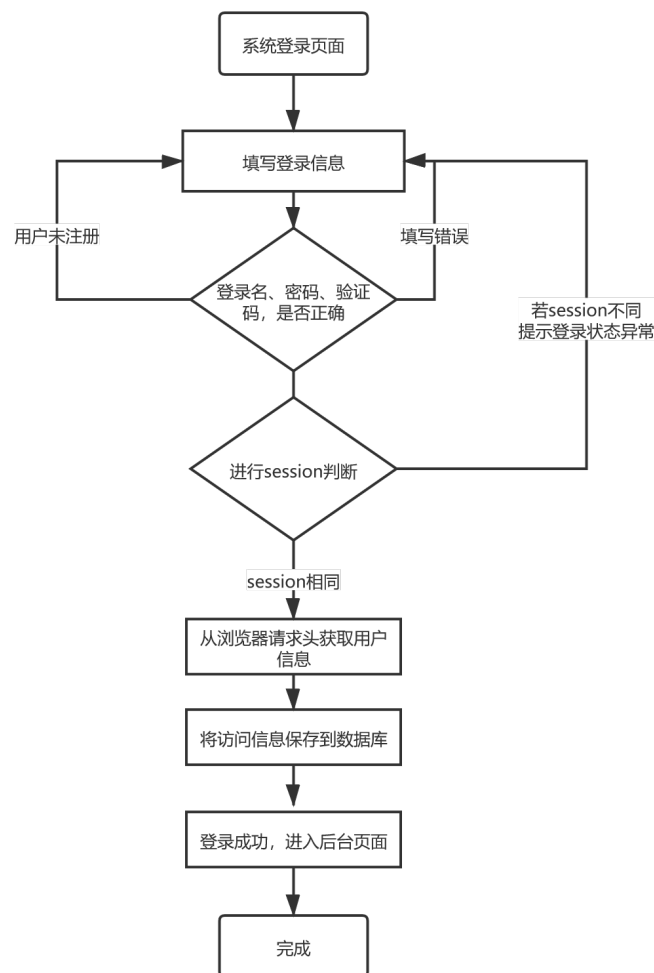 系统登录页面
填写登录信息
用户未注册
填写错误
登录名、密码、验证
码，是否正确
若session不同
提示登录状态异常
进行session判断
session相同
从浏览器请求头获取用户
信息
将访问信息保存到数据库
登录成功，进入后台页面
完成